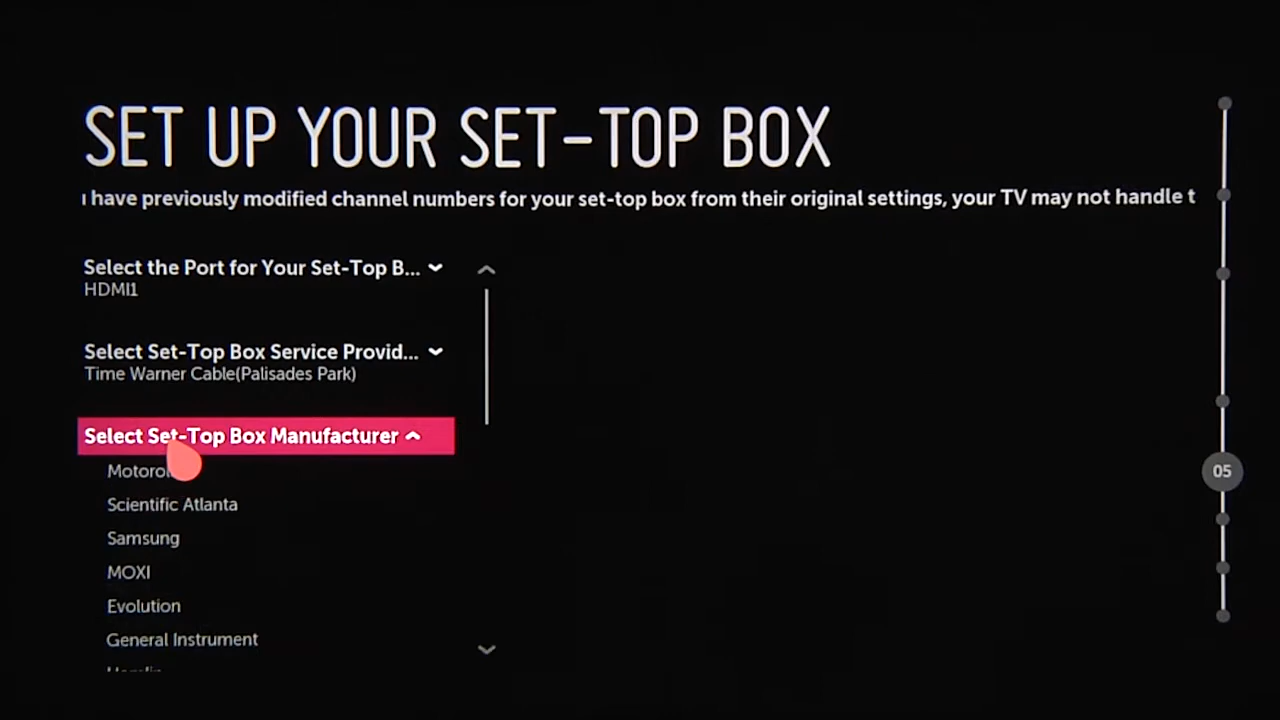 SET UP YOUR SET-TOP BOX
have previously modified channel numbers for your set-top box from their original settings, your TV may not handle t
Select the Port for Your Set-Top B...
HDMI1
Select Set-Top Box Service Provid...
Time Warner Cable(Palisades Park)
Select Set-Top Box Manufacturer
Scientific Atlanta
Samsung
MOXI
Evolution
General Instrument
05